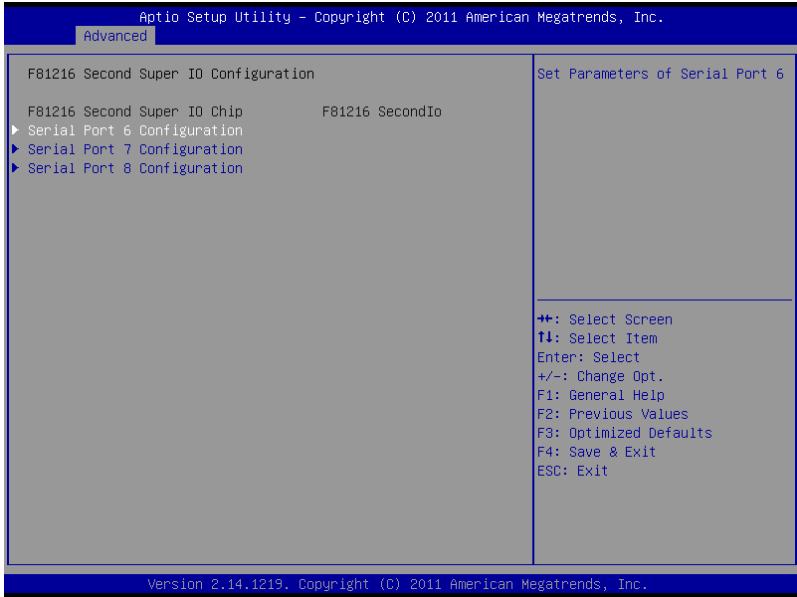 Aptio Setup Utility – Copyright (C) 2011 American Megatrends, Inc.
Advanced
F81216 Second Super IO Configuration
F81216 Second Super IO Chip F81216 SecondIo
Serial Port 6 Configuration
Serial Port 7 Configuration
Serial Port 8 Configuration
Set Parameters of Serial Port 6
→←: Select Screen
↑↓: Select Item
Enter: Select
+/-: Change Opt.
F1: General Help
F2: Previous Values
F3: Optimized Defaults
F4: Save & Exit
ESC: Exit
Version 2.14.1219. Copyright (C) 2011 American Megatrends, Inc.